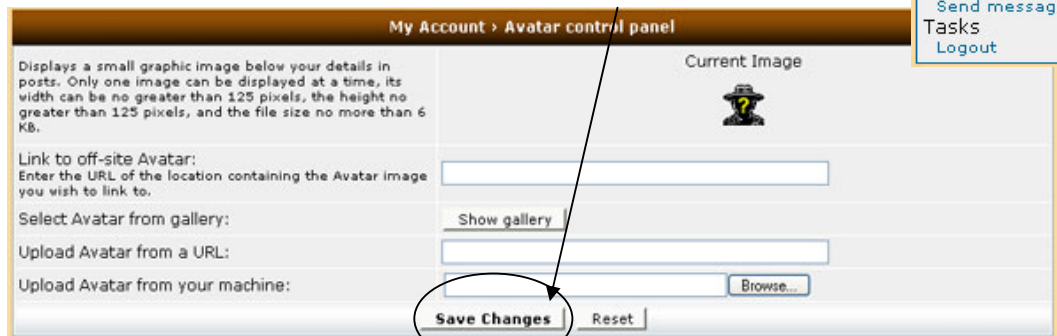 Send messag
Tasks
Logout
My Account › Avatar control panel
Displays a small graphic image below your details in
posts. Only one image can be displayed at a time, its
width can be no greater than 125 pixels, the height no
greater than 125 pixels, and the file size no more than 6
KB.
Current Image
?
Link to off-site Avatar:
Enter the URL of the location containing the Avatar image
you wish to link to.
Select Avatar from gallery:
Show gallery
Upload Avatar from a URL:
Upload Avatar from your machine:
Browse...
Save Changes
Reset